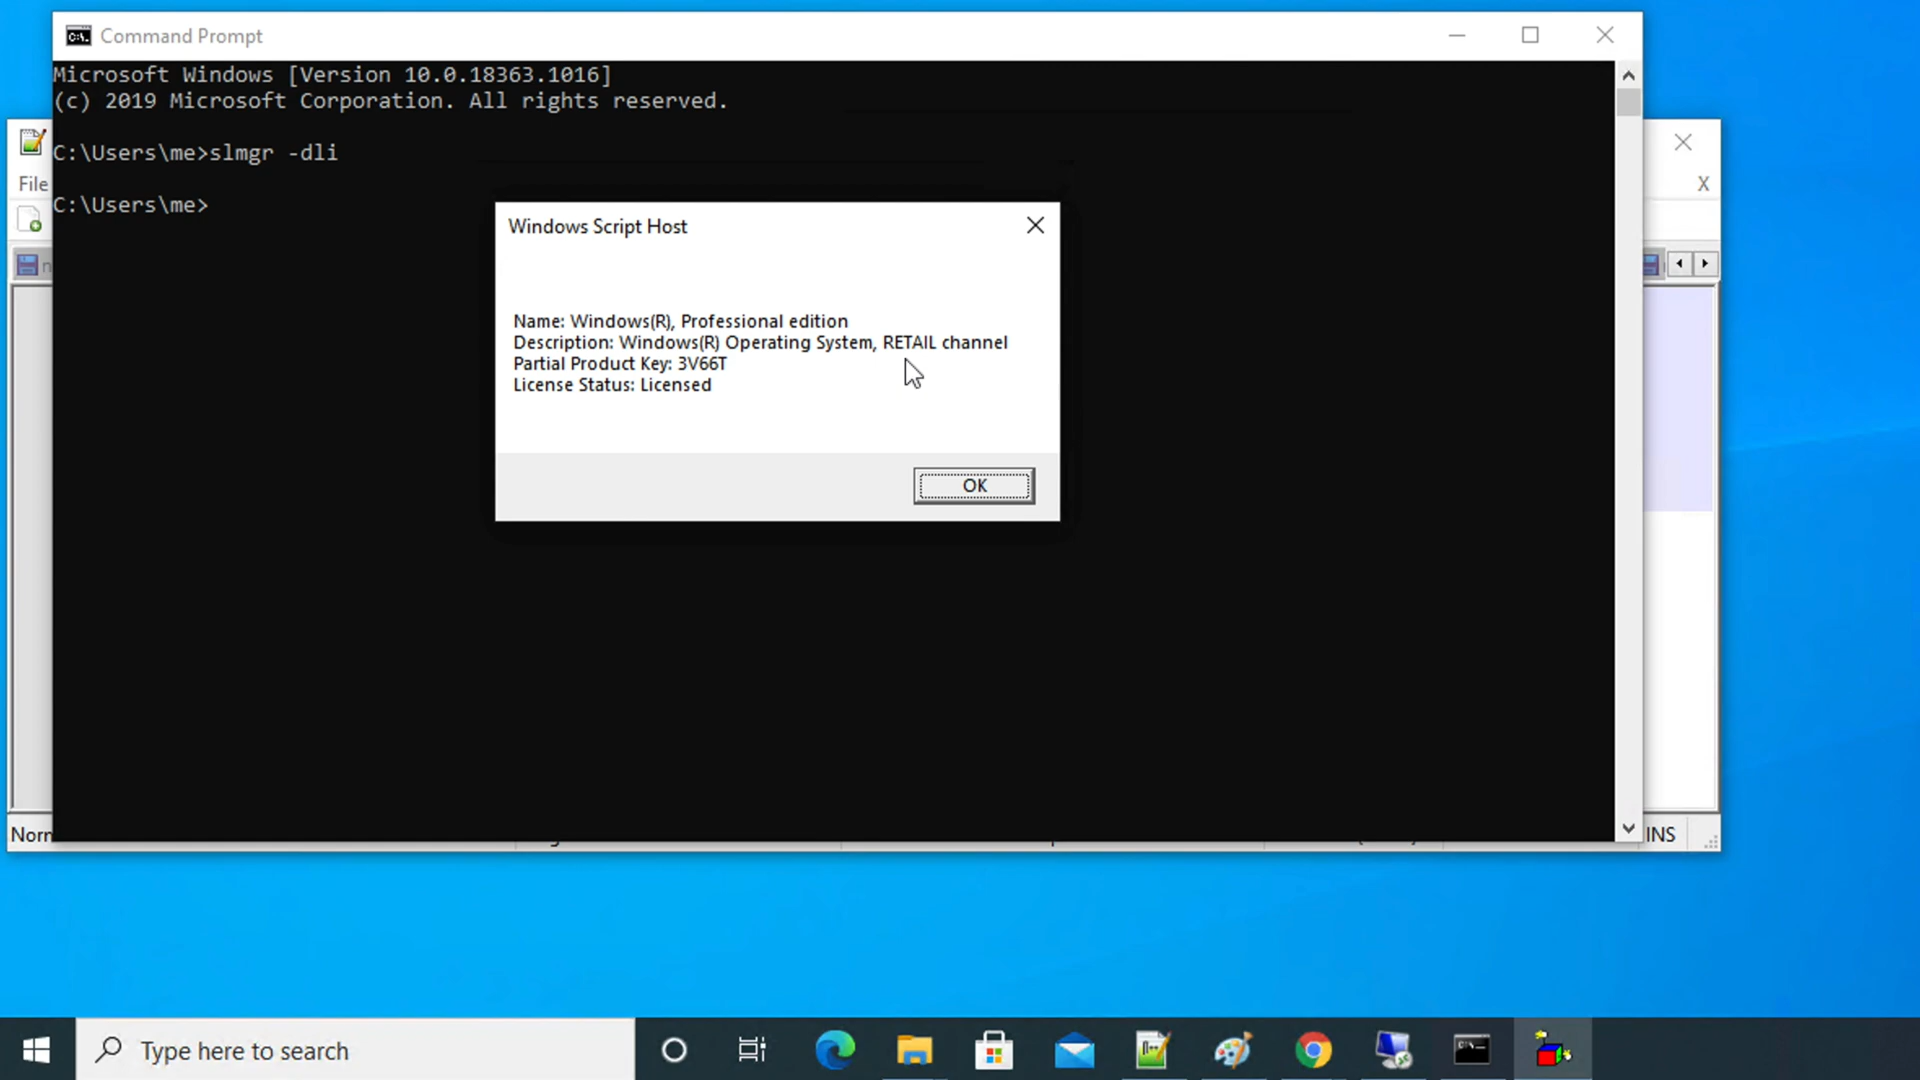 Command Prompt
Microsoft Windows [Version 10.0.18363.1016]
(c) 2019 Microsoft Corporation. All rights reserved.
C:\Users\me>slmgr -dli
C:\Users\me>
File
X
Windows Script Host
Name: Windows(R), Professional edition
Description: Windows(R) Operating System, RETAIL channel
Partial Product Key: 3V66T
License Status: Licensed
OK
INS
Type here to search